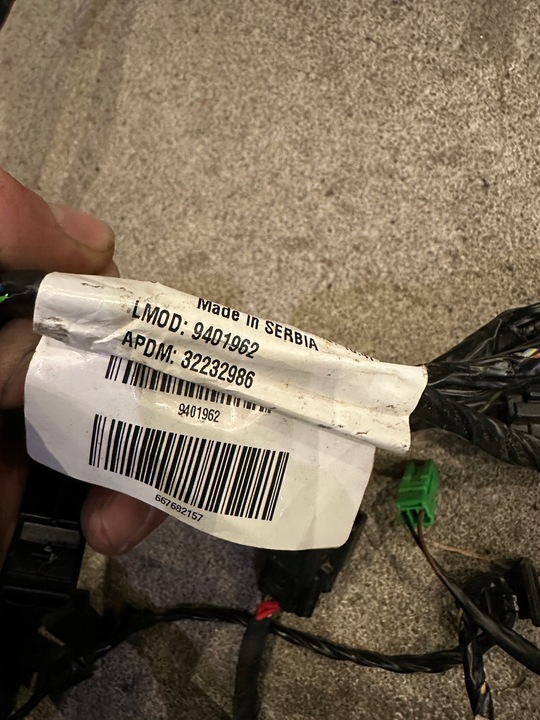 Made in SERBIA
LMOD: 9401962
APDM: 32232986
9401962
667682157